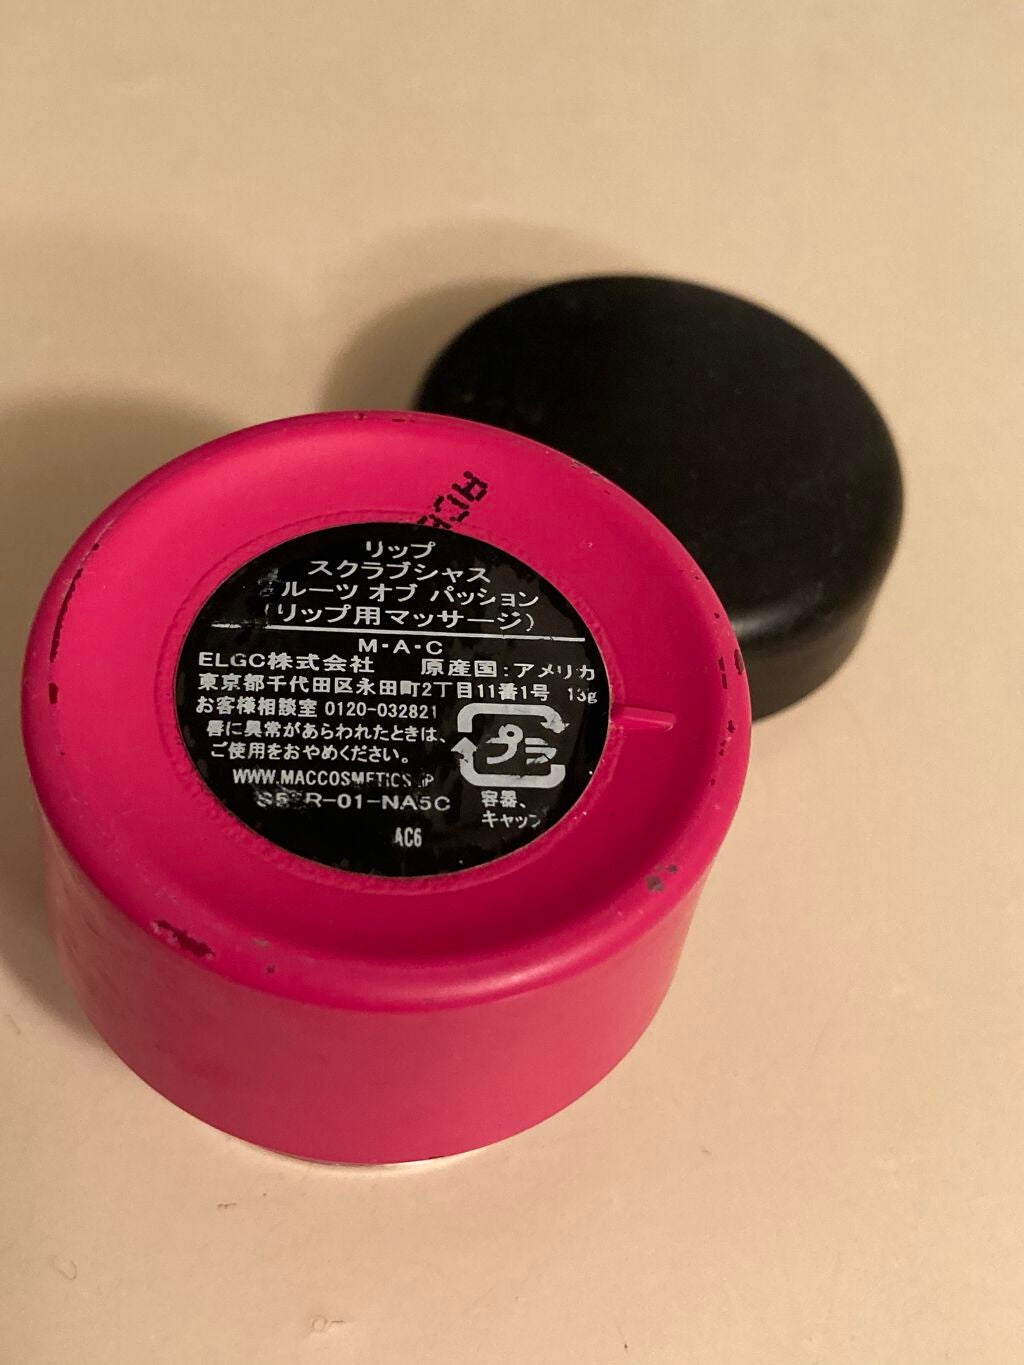 リップ
スクラブシャス
ルーツ オブ パッション
(リップ用マッサージ)
M・A・C
ELGC株式会社 原産国:アメリカ
東京都千代田区永田町2丁目11番1号 13g
お客様相談室 0120-032821
唇に異常があらわれたときは、
ご使用をおやめください。
プラ
WWW.MACCOSMETICS.JP
R-01-NA5C
容器、
キャップ
AC6